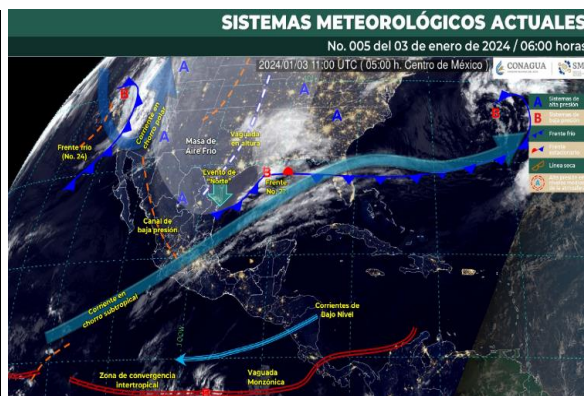 SISTEMAS METEOROLÓGICOS ACTUALES
No. 005 del 03 de enero de 2024 / 06:00 horas
2024/01/03 11:00 UTC ( 05:00 h. Centro de México )
CONAGUA
A
Sistemas de
alta presión
B
Sistemas de
baja presión
Frente frío
Frente
estacionario
Línea seca
A
B
Frente frío
(No. 24)
Corriente en
chorro polar
A
A
A
A
B
Masa de
Aire Frío
Vaguada
en altura
Evento de
"Norte"
B
Frente
A
Canal de
baja presión
Corriente en
chorro subtropical
Corrientes de
Bajo Nivel
Zona de convergencia
intertropical
Vaguada
Monzónica